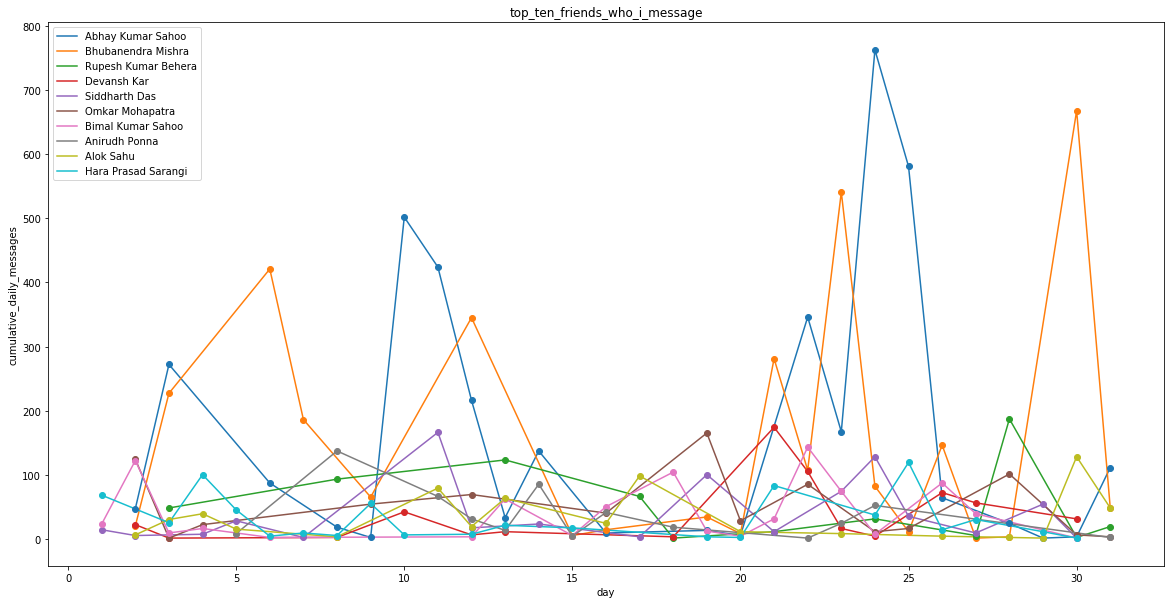 top_ten_friends_who_i_message
800
700
600
500
400
300
200
100
0
cumulative_daily_messages
Abhay Kumar Sahoo
Bhubanendra Mishra
Rupesh Kumar Behera
Devansh Kar
Siddharth Das
Omkar Mohapatra
Bimal Kumar Sahoo
Anirudh Ponna
Alok Sahu
Hara Prasad Sarangi
0 5 10 15 20 25 30
day